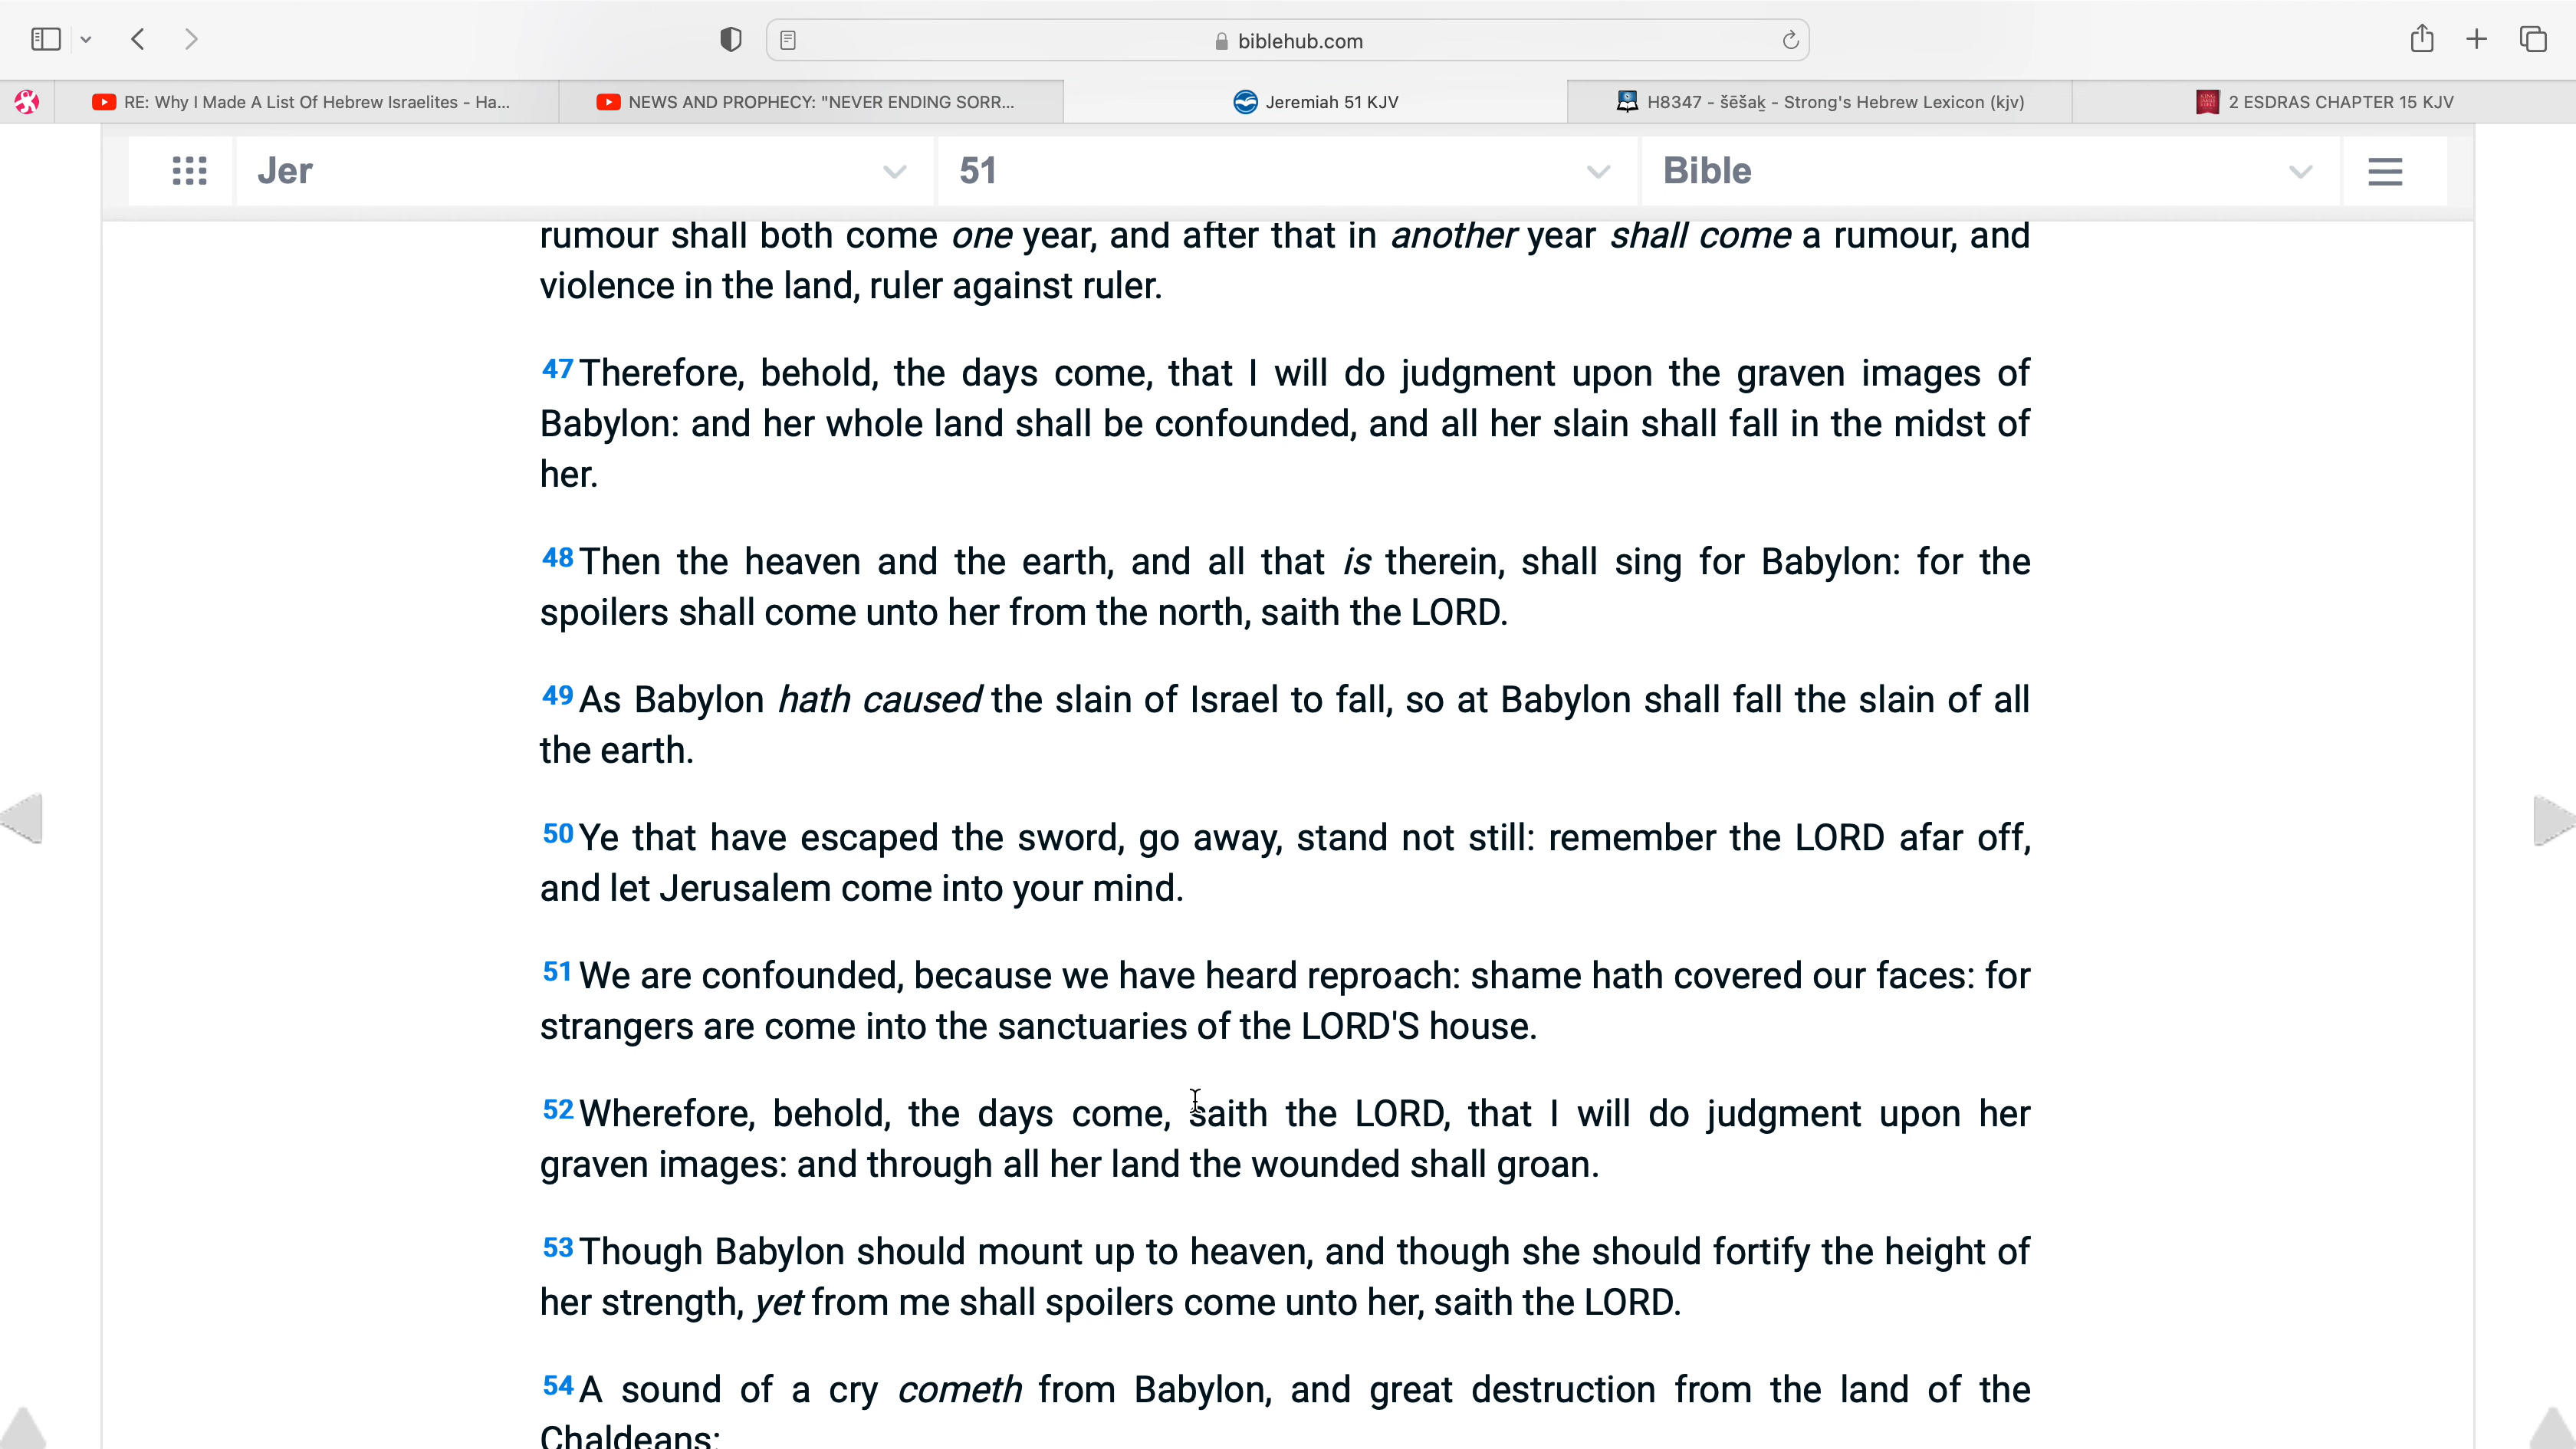 biblehub.com
RE: Why I Made A List Of Hebrew Israelites - Ha...
NEWS AND PROPHECY: "NEVER ENDING SORR...
Jeremiah 51 KJV
H8347 - šēšaḵ - Strong's Hebrew Lexicon (kjv)
2 ESDRAS CHAPTER 15 KJV
Jer
51
Bible
rumour shall both come one year, and after that in another year shall come a rumour, and
violence in the land, ruler against ruler.
47 Therefore, behold, the days come, that I will do judgment upon the graven images of
Babylon: and her whole land shall be confounded, and all her slain shall fall in the midst of
her.
48 Then the heaven and the earth, and all that is therein, shall sing for Babylon: for the
spoilers shall come unto her from the north, saith the LORD.
49 As Babylon hath caused the slain of Israel to fall, so at Babylon shall fall the slain of all
the earth.
50 Ye that have escaped the sword, go away, stand not still: remember the LORD afar off,
and let Jerusalem come into your mind.
51 We are confounded, because we have heard reproach: shame hath covered our faces: for
strangers are come into the sanctuaries of the LORD'S house.
52 Wherefore, behold, the days come, saith the LORD, that I will do judgment upon her
graven images: and through all her land the wounded shall groan.
53 Though Babylon should mount up to heaven, and though she should fortify the height of
her strength, yet from me shall spoilers come unto her, saith the LORD.
54 A sound of a cry cometh from Babylon, and great destruction from the land of the
Chaldeans: